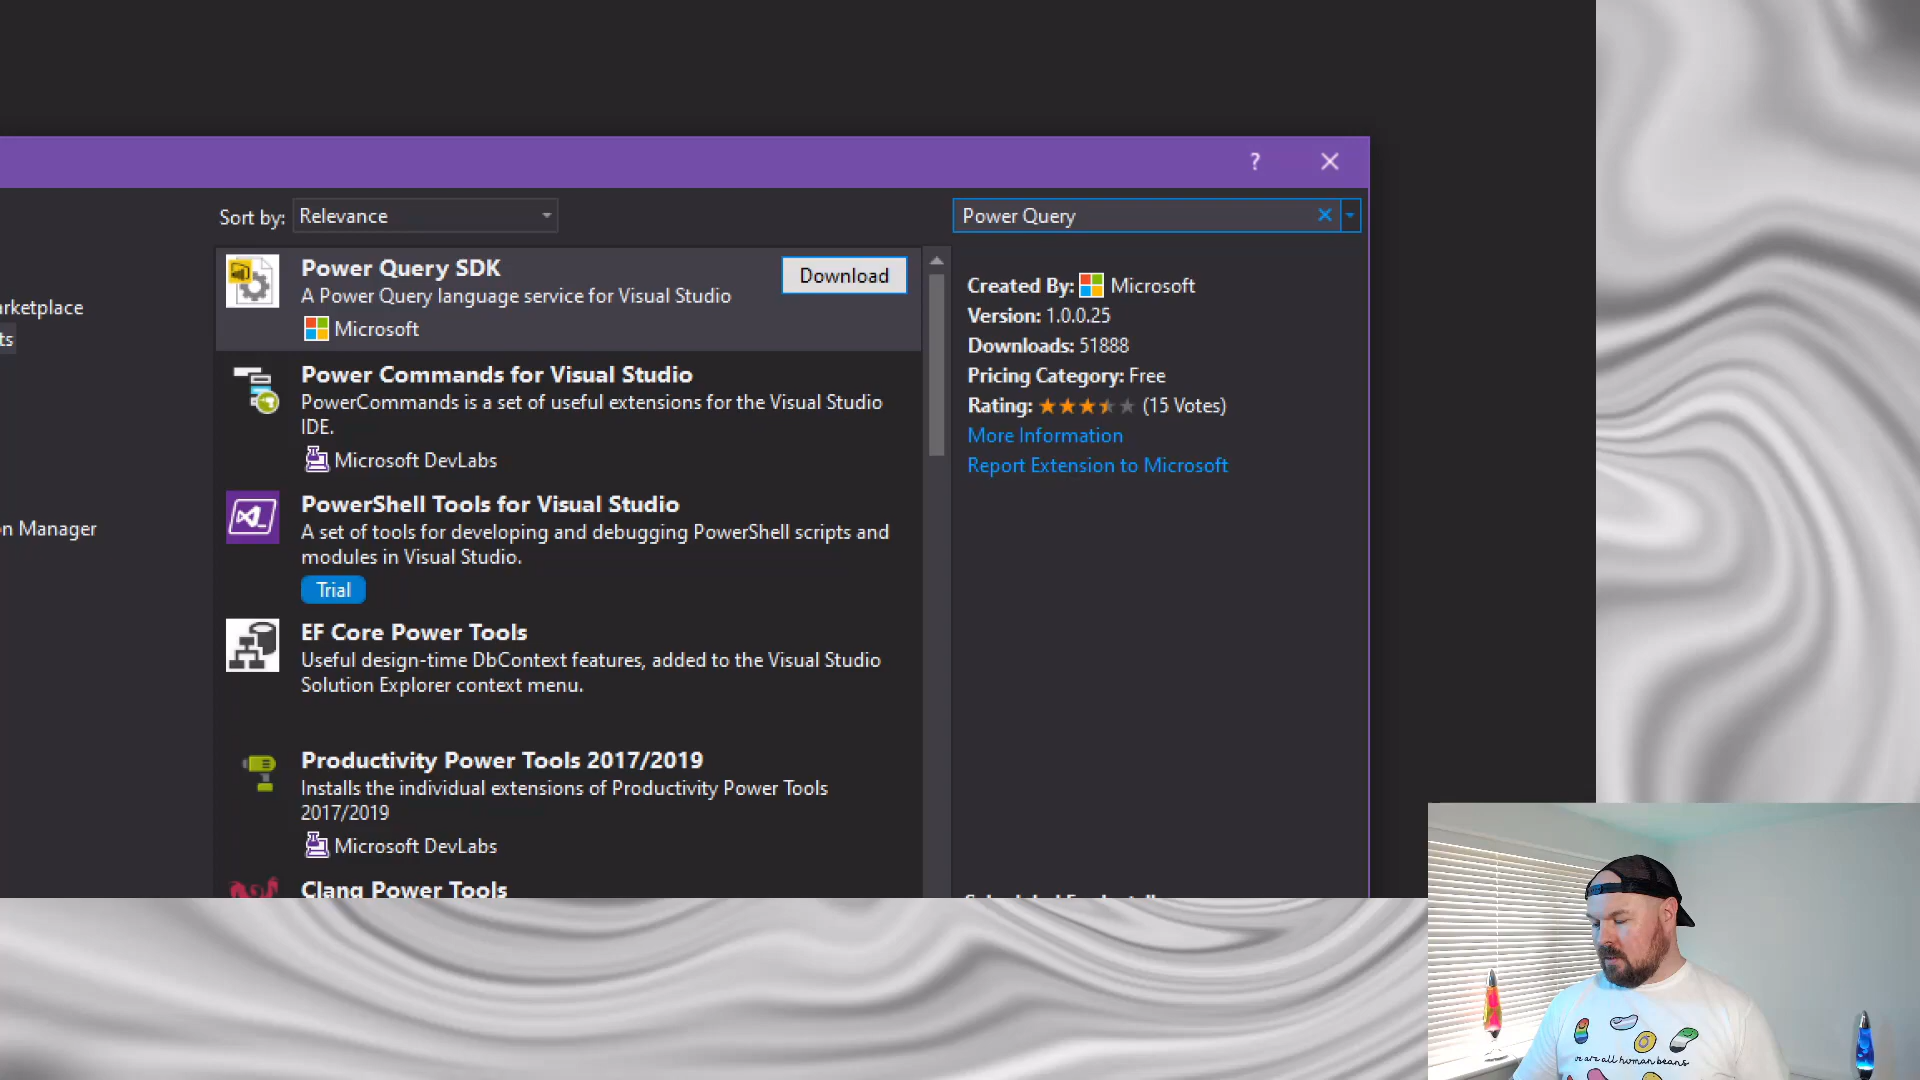 ?
Sort by:
Relevance
Power Query
Power Query SDK
Download
A Power Query language service for Visual Studio
Microsoft
Created By: Microsoft
Version: 1.0.0.25
Downloads: 51888
Pricing Category: Free
Rating: (15 Votes)
More Information
Report Extension to Microsoft
arketplace
ts
on Manager
Power Commands for Visual Studio
PowerCommands is a set of useful extensions for the Visual Studio
IDE.
Microsoft DevLabs
PowerShell Tools for Visual Studio
A set of tools for developing and debugging PowerShell scripts and
modules in Visual Studio.
Trial
EF Core Power Tools
Useful design-time DbContext features, added to the Visual Studio
Solution Explorer context menu.
Productivity Power Tools 2017/2019
Installs the individual extensions of Productivity Power Tools
2017/2019
Microsoft DevLabs
Clang Power Tools
we are all human beans